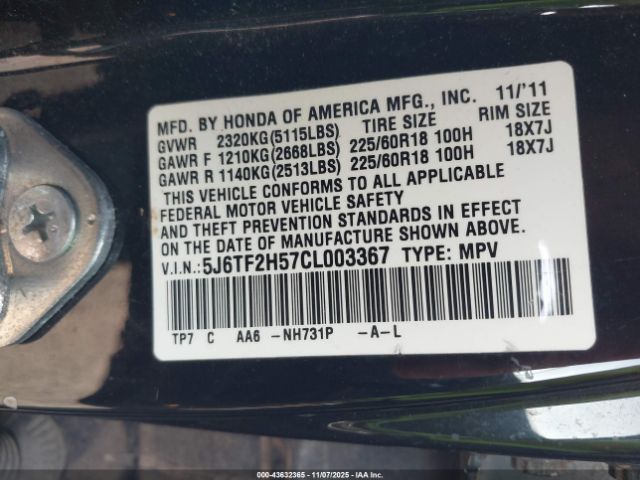 MFD. BY HONDA OF AMERICA MFG., INC. 11/'11
GVWR 2320KG(5115LBS) TIRE SIZE RIM SIZE
GAWR F 1210KG(2668LBS) 225/60R18 100H 18X7J
GAWR R 1140KG(2513LBS) 225/60R18 100H 18X7J
THIS VEHICLE CONFORMS TO ALL APPLICABLE
FEDERAL MOTOR VEHICLE SAFETY
AND THEFT PREVENTION STANDARDS IN EFFECT
ON THE DATE OF MANUFACTURE SHOWN ABOVE.
V.I.N.: 5J6TF2H57CL003367 TYPE: MPV
TP7 C AA6 -NH731P -A-L
000-43632365 - 11/07/2025 - IAA Inc.